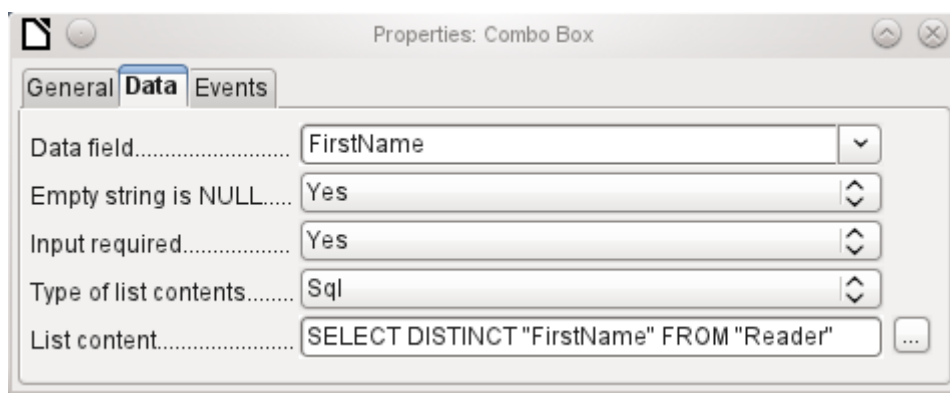 Properties: Combo Box
General Data Events
Data field.......................... FirstName
Empty string is NULL..... Yes
Input required.................. Yes
Type of list contents........ Sql
List content....................... SELECT DISTINCT "FirstName" FROM "Reader" ...